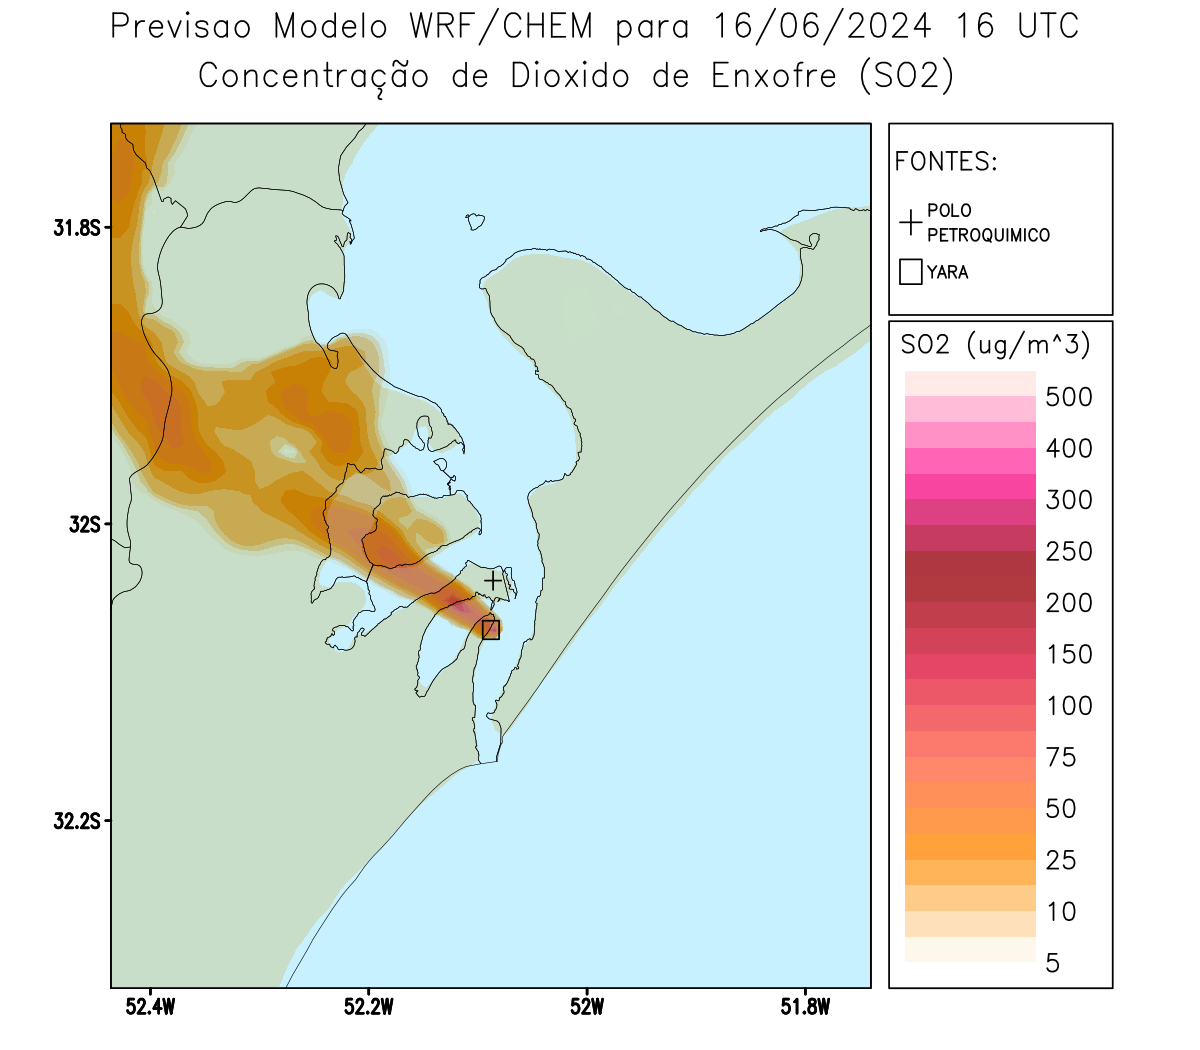 Previsao Modelo WRF/CHEM para 16/06/2024 16 UTC
Concentração de Dioxido de Enxofre (SO2)
FONTES:
POLO
PETROQUIMICO
YARA
SO2 (ug/m^3)
500
400
300
250
200
150
100
75
50
25
10
5
31.8S
32S
32.2S
52.4W
52.2W
52W
51.8W